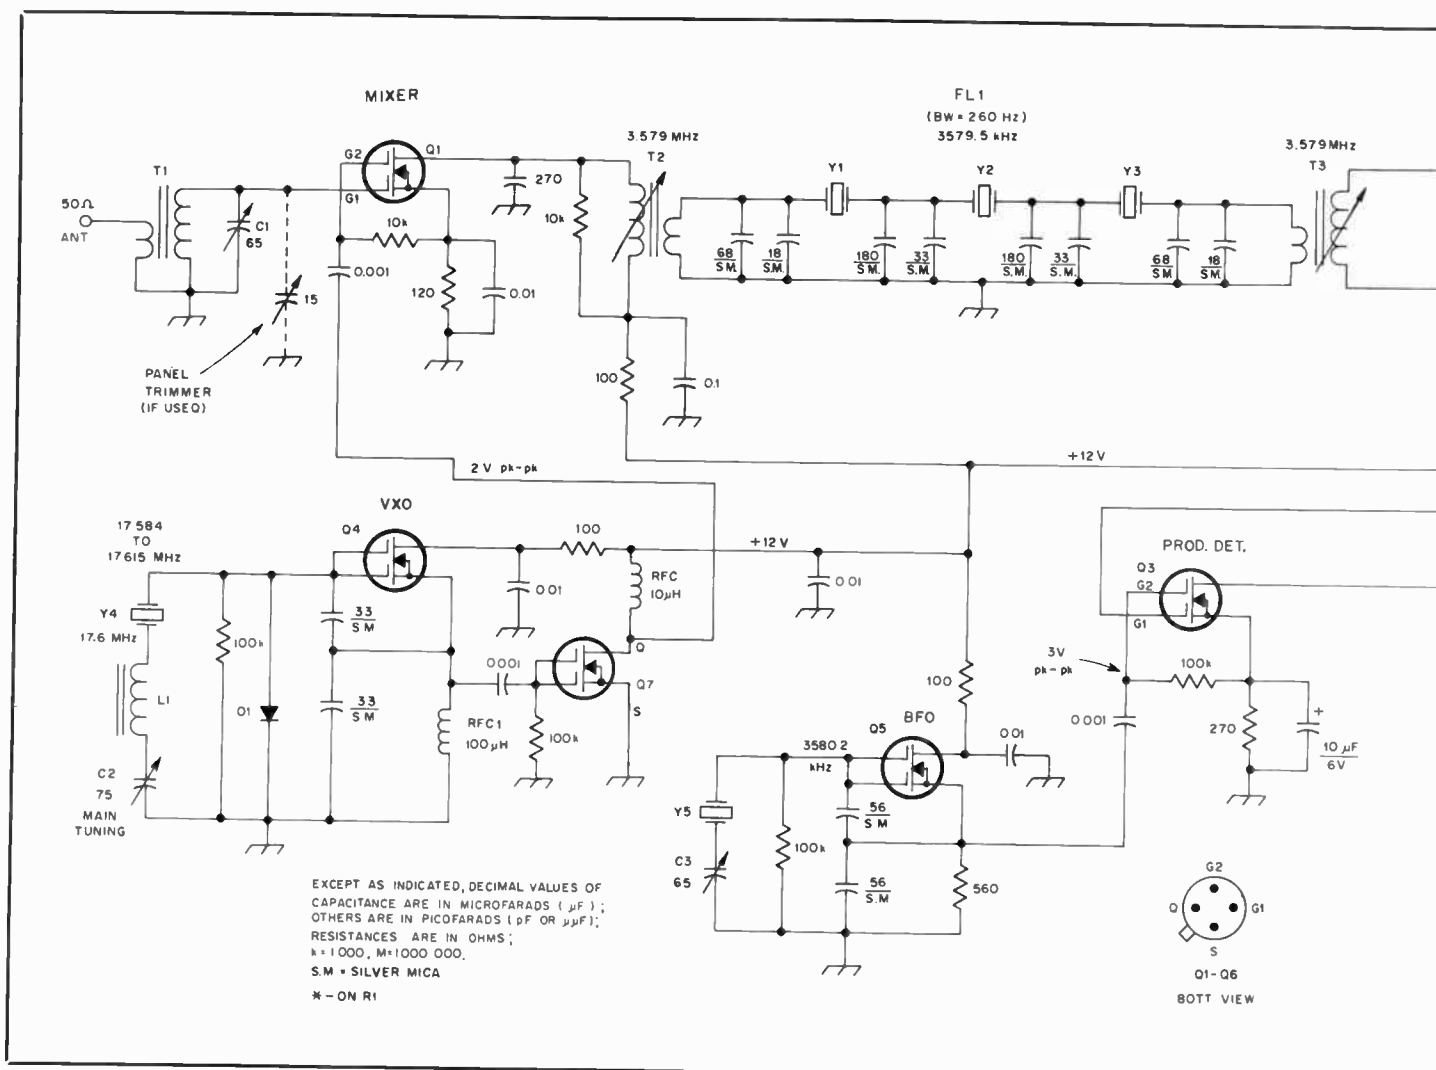 MIXER
FL1
(BW = 260 Hz)
3579.5 kHz
3.579 MHz
T2
3.579MHz
T3
T1
50Ω
ANT
C1
65
G2
Q1
G1
10k
0.001
120
0.01
15
PANEL
TRIMMER
(IF USEQ)
270
10k
100
0.1
Y1
Y2
Y3
68
S.M.
18
S.M.
180
S.M.
33
S.M.
180
S.M.
33
S.M.
68
S.M.
18
S.M.
2 V pk-pk
+12 V
VXO
17 584
TO
17 615 MHz
Q4
100
+12 V
RFC
10µH
0 01
0 01
Y4
17.6 MHz
L1
C2
75
MAIN
TUNING
100k
O1
33
S M
33
S M
RFC 1
100µH
0 001
100k
Q
Q7
S
100
PROD. DET.
Q3
G2
G1
3V
pk-pk
100k
0 001
270
+
10 µF
6V
BFO
Q5
3580 2
kHz
0 01
Y5
C3
65
100k
56
S M
56
S.M
560
G2
Q
G1
S
Q1-Q6
BOTT VIEW
EXCEPT AS INDICATED, DECIMAL VALUES OF
CAPACITANCE ARE IN MICROFARADS ( µF ) ;
OTHERS ARE IN PICOFARADS ( pF OR µµF) ;
RESISTANCES ARE IN OHMS ;
k = 1 000, M=1000 000.
S.M = SILVER MICA
* - ON R1